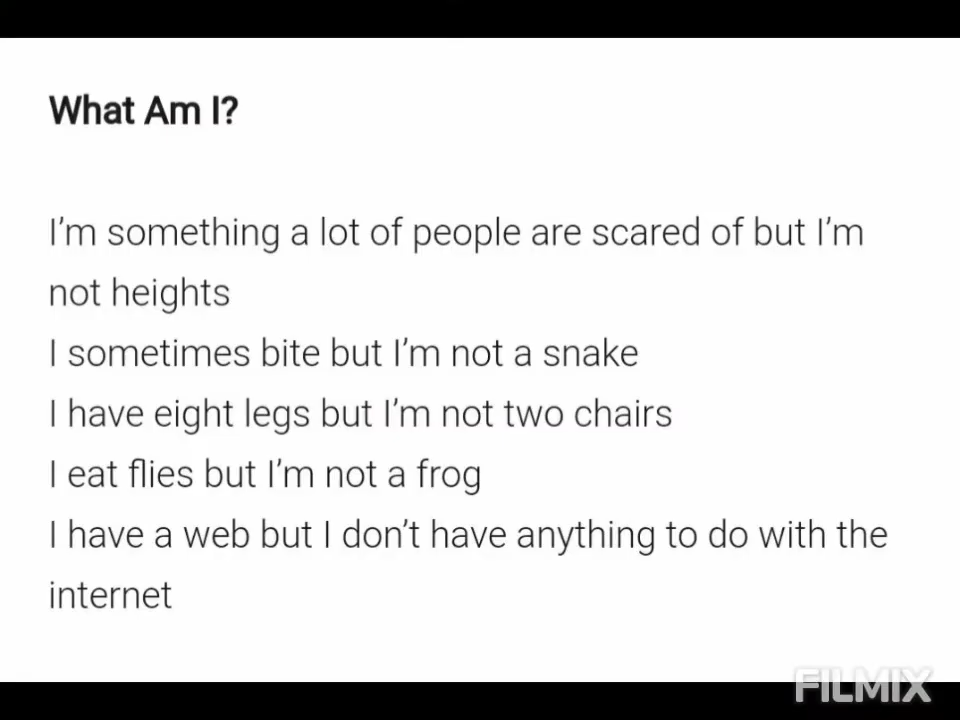 What Am I?
I’m something a lot of people are scared of but I’m
not heights
I sometimes bite but I’m not a snake
I have eight legs but I’m not two chairs
I eat flies but I’m not a frog
I have a web but I don’t have anything to do with the
internet
FILMIX